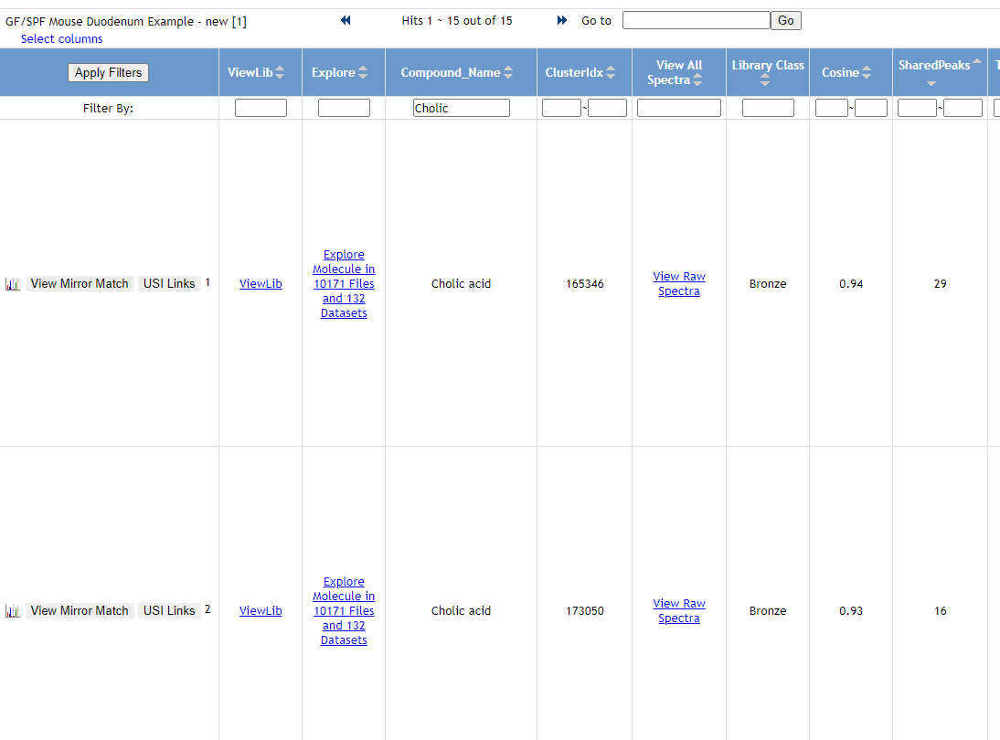 GF/SPF Mouse Duodenum Example - new [1] Hits 1 ~ 15 out of 15 Go to Go
Select columns
Apply Filters ViewLib Explore Compound_Name ClusterIdx View All Spectra Library Class Cosine SharedPeaks T
Filter By: Cholic ~ ~ ~
View Mirror Match USI Links 1 ViewLib
Explore
Molecule in
10171 Files
and 132
Datasets
Cholic acid 165346
View Raw
Spectra
Bronze 0.94 29
View Mirror Match USI Links 2 ViewLib
Explore
Molecule in
10171 Files
and 132
Datasets
Cholic acid 173050
View Raw
Spectra
Bronze 0.93 16